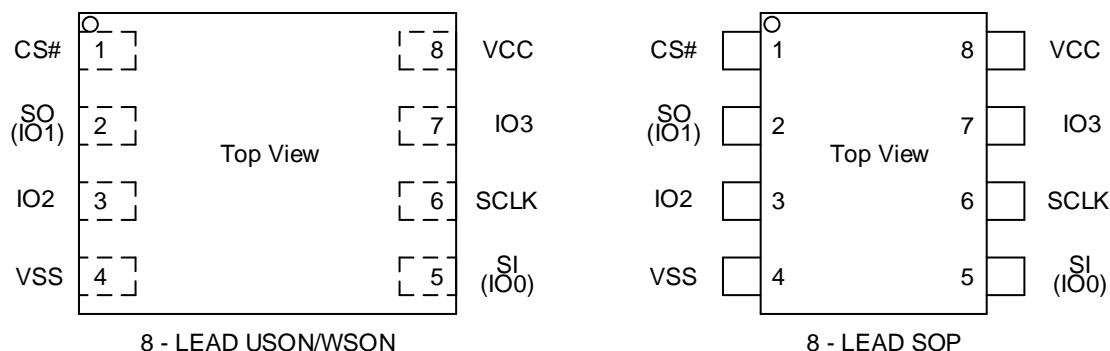 CS# 1 8 VCC
SO
(IO1) 2 7 IO3
Top View
IO2 3 6 SCLK
VSS 4 5 SI
(IO0)
8 - LEAD USON/WSON
CS# 1 8 VCC
SO
(IO1) 2 7 IO3
Top View
IO2 3 6 SCLK
VSS 4 5 SI
(IO0)
8 - LEAD SOP